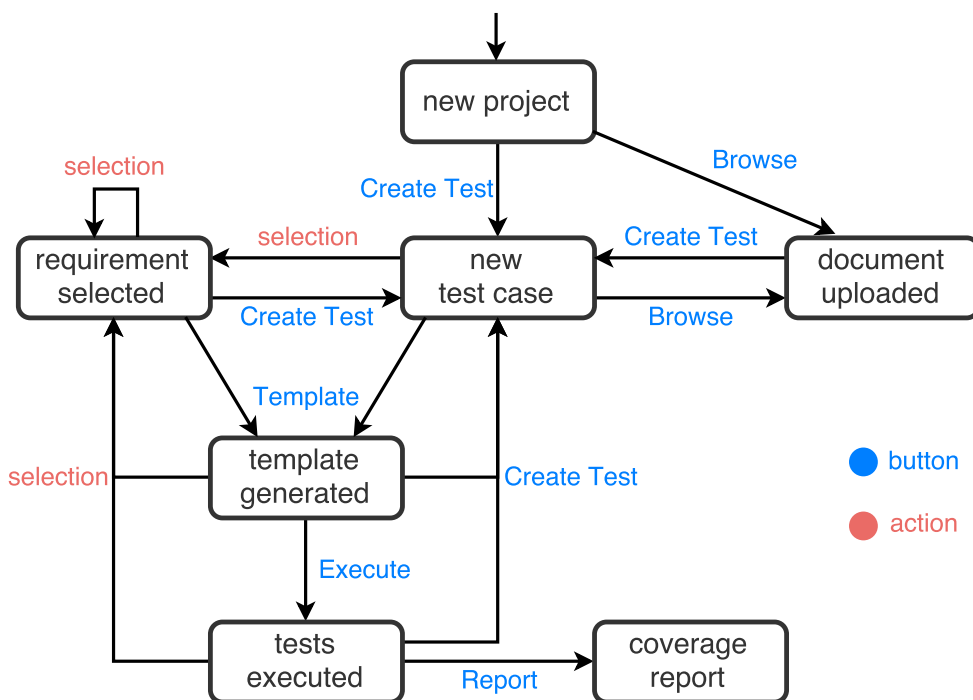 new project
Browse
Create Test
selection
selection
Create Test
requirement
selected
new
test case
document
uploaded
Create Test
Browse
Template
template
generated
selection
Create Test
button
action
Execute
tests
executed
Report
coverage
report